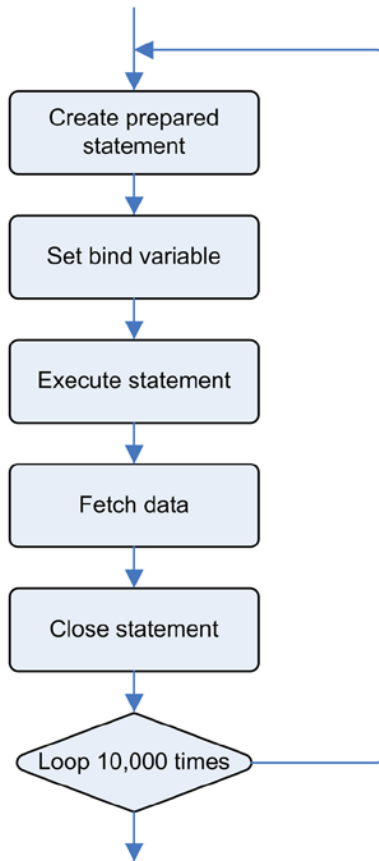 Create prepared
statement
Set bind variable
Execute statement
Fetch data
Close statement
Loop 10,000 times